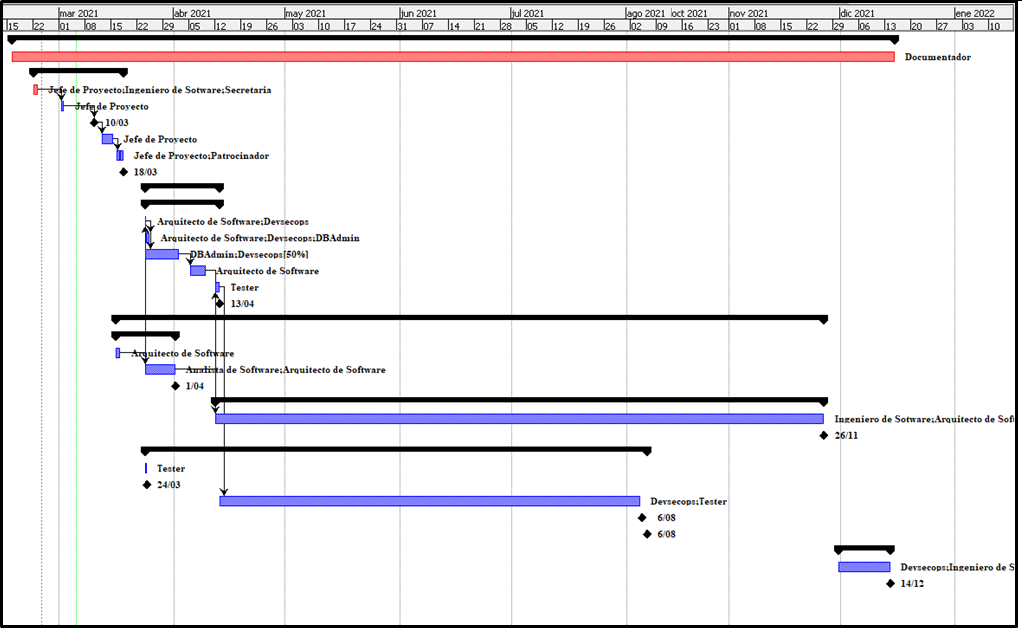 mar 2021 abr 2021 may 2021 jun 2021 jul 2021 ago 2021 oct 2021 nov 2021 dic 2021 ene 2022
15 22 01 08 15 22 29 05 12 19 26 03 10 17 24 31 07 14 21 28 05 12 19 26 02 09 16 23 01 08 15 22 29 06 13 20 27 03 10
Documentador
Jefe de Proyecto;Ingeniero de Sotware;Secretaria
Jefe de Proyecto
10/03
Jefe de Proyecto
Jefe de Proyecto;Patrocinador
18/03
Arquitecto de Software;Devsecops
Arquitecto de Software;Devsecops;DBAdmin
DBAdmin;Devsecops[50%]
Arquitecto de Software
Tester
13/04
Arquitecto de Software
Analista de Software;Arquitecto de Software
1/04
Ingeniero de Sotware;Arquitecto de Soft
26/11
Tester
24/03
Devsecops;Tester
6/08
6/08
Devsecops;Ingeniero de S
14/12